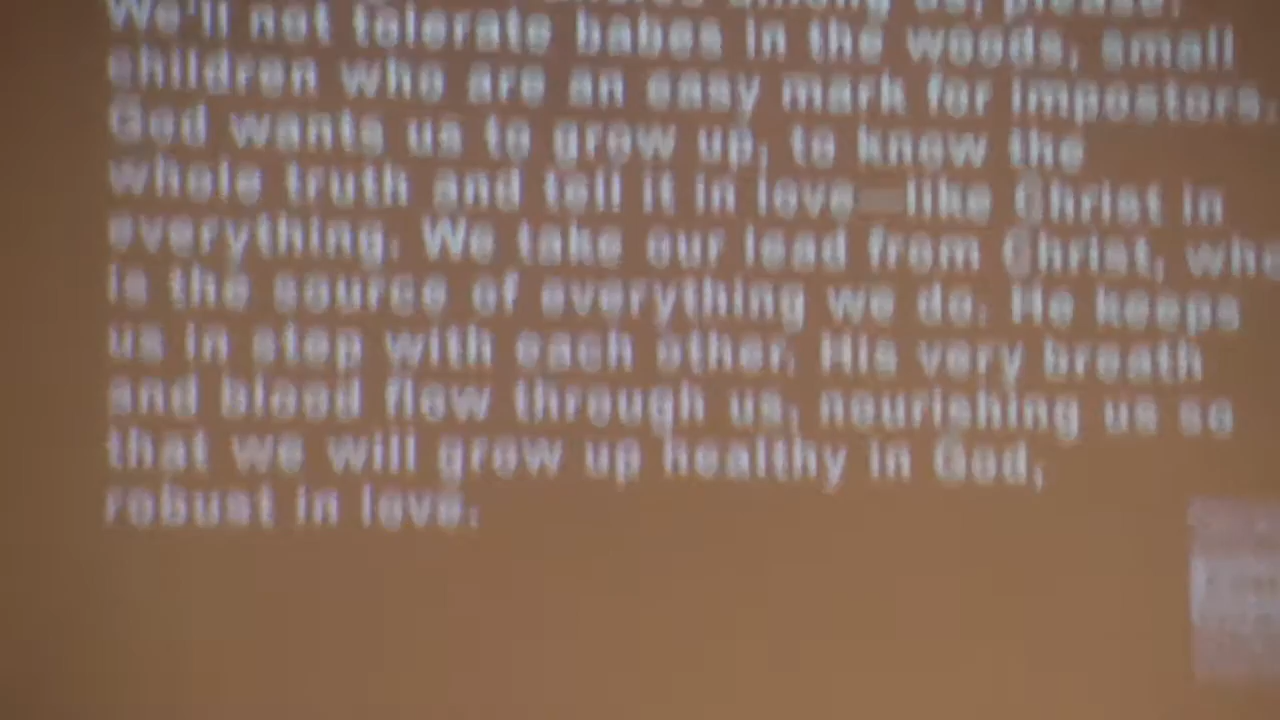 among us, please.
We'll not tolerate babes in the woods, small
children who are an easy mark for impostors.
God wants us to grow up, to know the
whole truth and tell it in love—like Christ in
everything. We take our lead from Christ, who
is the source of everything we do. He keeps
us in step with each other. His very breath
and blood flow through us, nourishing us so
that we will grow up healthy in God,
robust in love.